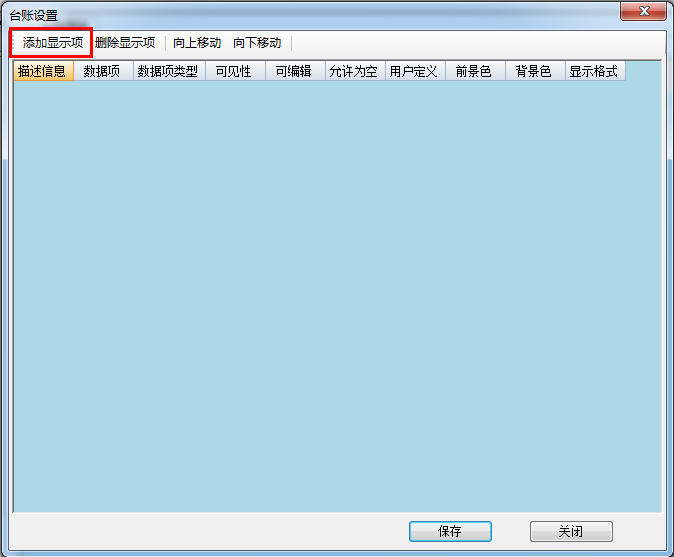 台账设置
添加显示项 删除显示项 向上移动 向下移动
描述信息 数据项 数据项类型 可见性 可编辑 允许为空 用户定义 前景色 背景色 显示格式
保存 关闭